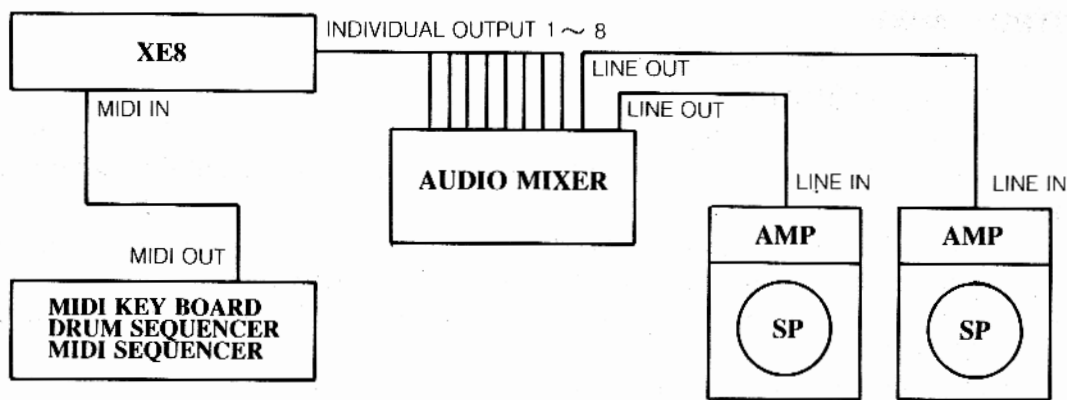 INDIVIDUAL OUTPUT 1 ~ 8
XE8
LINE OUT
MIDI IN
LINE OUT
AUDIO MIXER
LINE IN
LINE IN
AMP
AMP
MIDI OUT
MIDI KEY BOARD
DRUM SEQUENCER
MIDI SEQUENCER
SP
SP